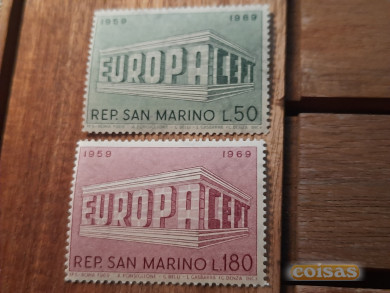 1959 1969
EUROPA CEPT
REP. SAN MARINO L.50
1959 1969
EUROPA CEPT
REP. SAN MARINO L.180
coisas